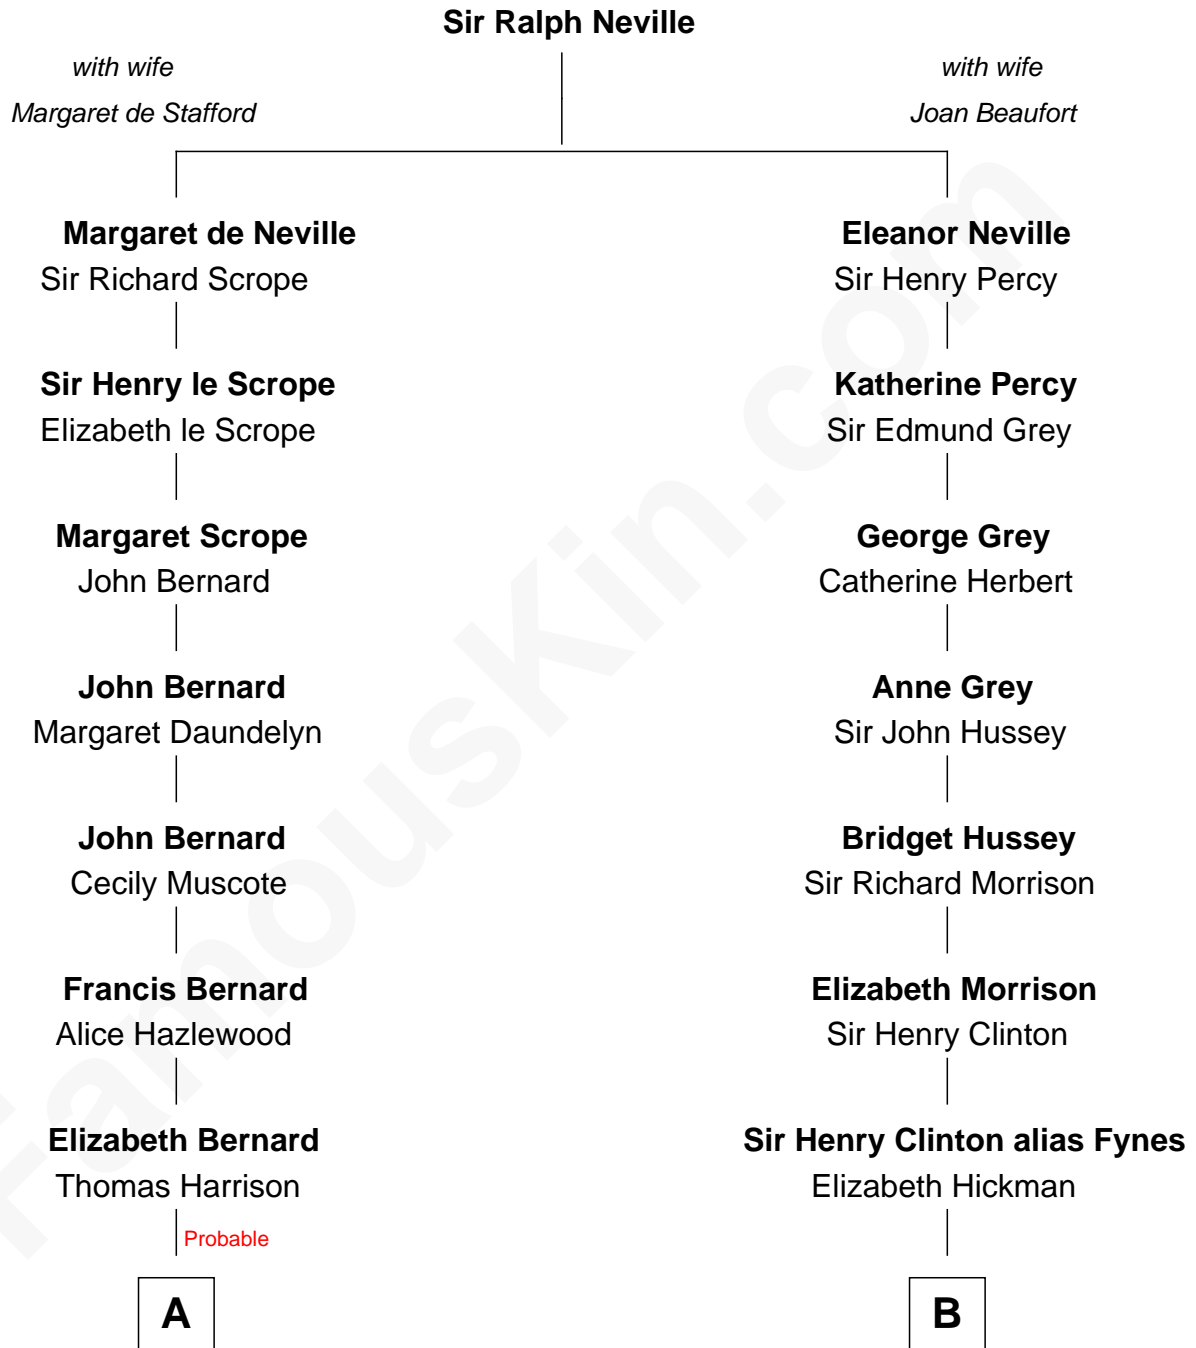 Sir Ralph Neville
with wife
Margaret de Stafford
with wife
Joan Beaufort
Margaret de Neville
Sir Richard Scrope
Eleanor Neville
Sir Henry Percy
Sir Henry le Scrope
Elizabeth le Scrope
Katherine Percy
Sir Edmund Grey
Margaret Scrope
John Bernard
George Grey
Catherine Herbert
John Bernard
Margaret Daundelyn
Anne Grey
Sir John Hussey
John Bernard
Cecily Muscote
Bridget Hussey
Sir Richard Morrison
Francis Bernard
Alice Hazlewood
Elizabeth Morrison
Sir Henry Clinton
Elizabeth Bernard
Thomas Harrison
Sir Henry Clinton alias Fynes
Elizabeth Hickman
Probable
A
B
FamousKin.com